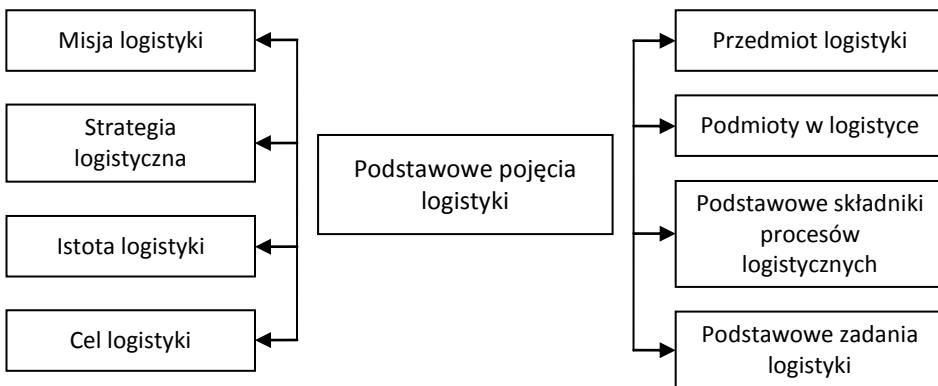 Misja logistyki
Strategia
logistyczna
Istota logistyki
Cel logistyki
Podstawowe pojęcia
logistyki
Przedmiot logistyki
Podmioty w logistyce
Podstawowe składniki
procesów
logistycznych
Podstawowe zadania
logistyki